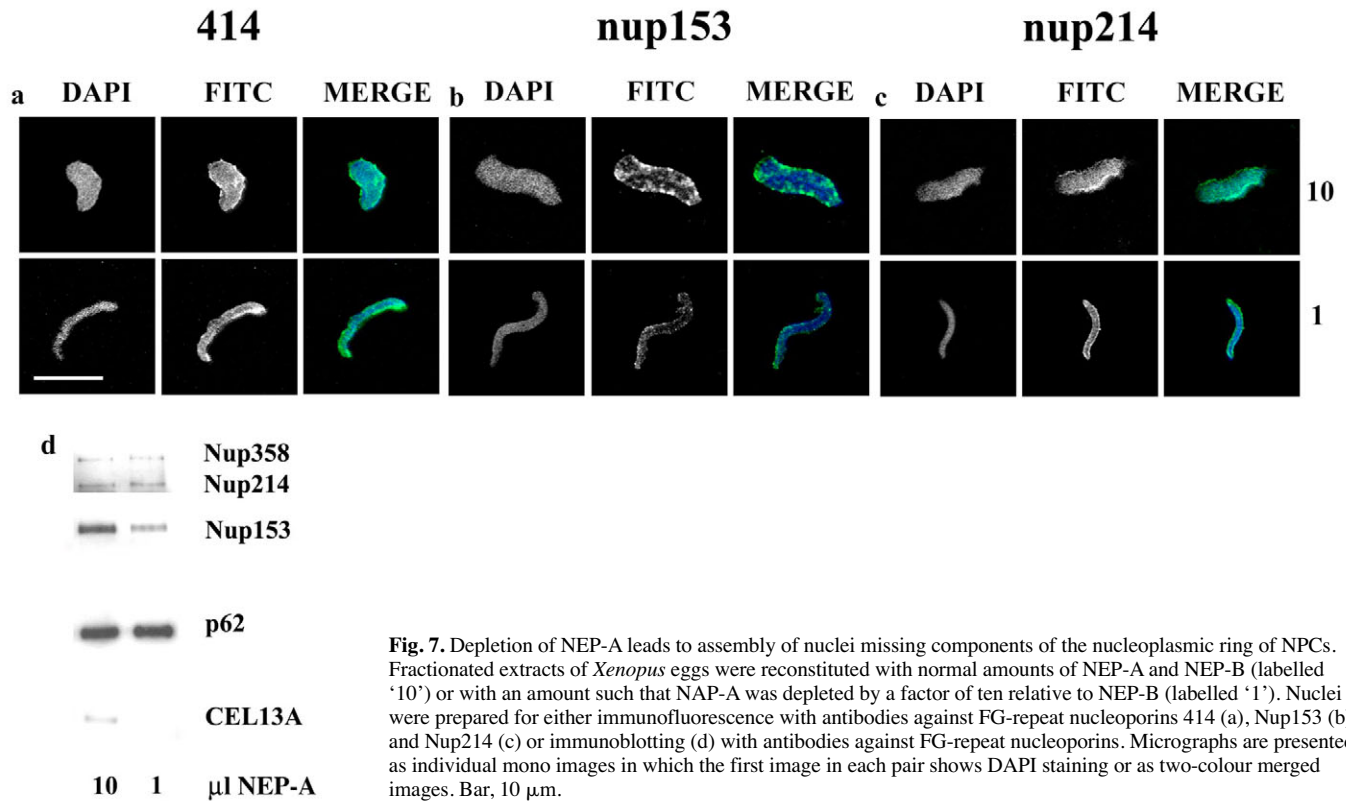 414 nup153 nup214
a DAPI FITC MERGE b DAPI FITC MERGE c DAPI FITC MERGE
10
1
d
Nup358
Nup214
Nup153
p62
CEL13A
10 1 µl NEP-A
Fig. 7. Depletion of NEP-A leads to assembly of nuclei missing components of the nucleoplasmic ring of NPCs.
Fractionated extracts of Xenopus eggs were reconstituted with normal amounts of NEP-A and NEP-B (labelled
‘10’) or with an amount such that NAP-A was depleted by a factor of ten relative to NEP-B (labelled ‘1’). Nuclei
were prepared for either immunofluorescence with antibodies against FG-repeat nucleoporins 414 (a), Nup153 (b)
and Nup214 (c) or immunoblotting (d) with antibodies against FG-repeat nucleoporins. Micrographs are presented
as individual mono images in which the first image in each pair shows DAPI staining or as two-colour merged
images. Bar, 10 µm.